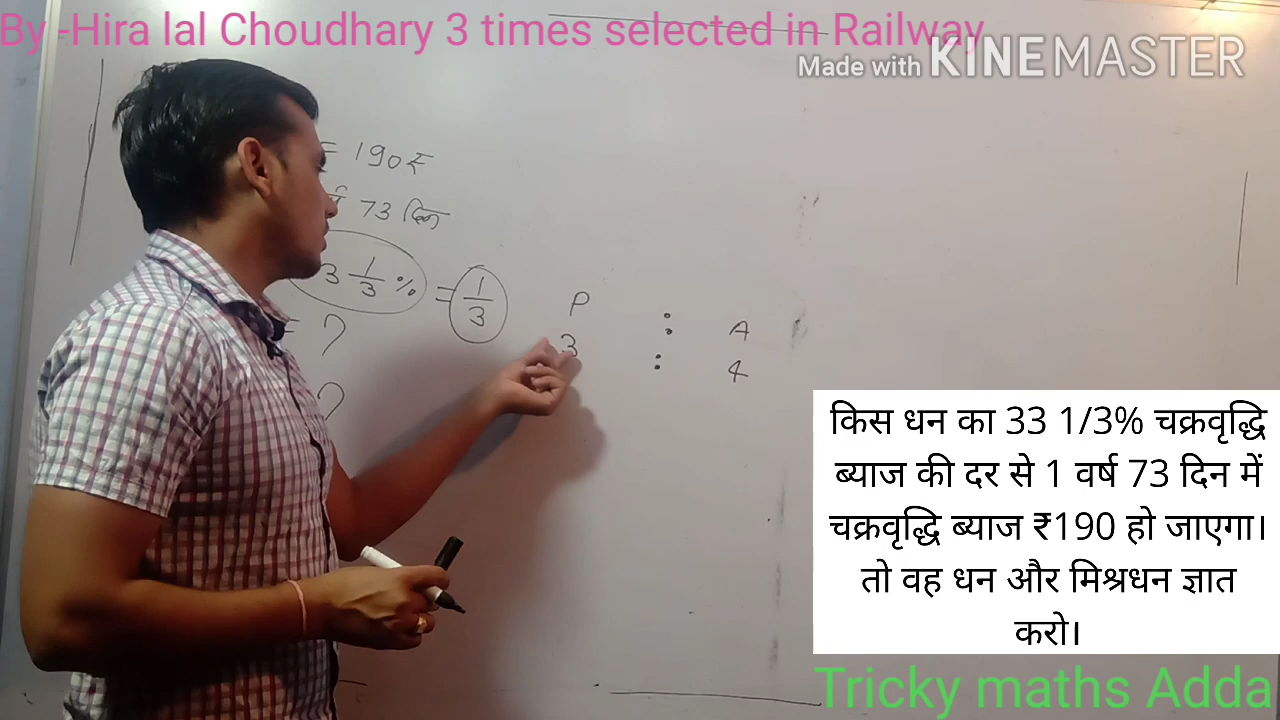 By -Hira lal Choudhary 3 times selected in Railway
Made with KINEMASTER
= 190₹
73 दिन
3 1/3 % = 1/3
P : A
3 : 4
= ?
?
किस धन का 33 1/3% चक्रवृद्धि
ब्याज की दर से 1 वर्ष 73 दिन में
चक्रवृद्धि ब्याज ₹190 हो जाएगा।
तो वह धन और मिश्रधन ज्ञात
करो।
Tricky maths Adda